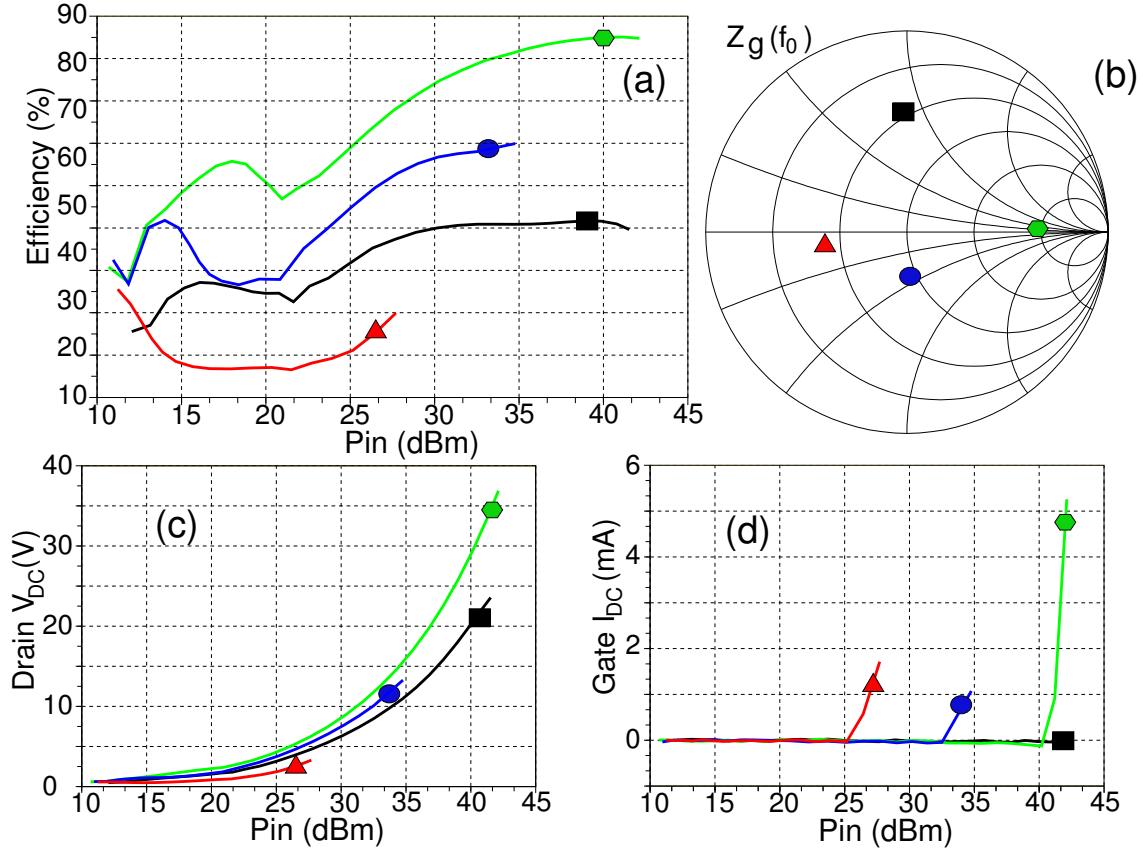 90
80
70
60
50
40
30
20
10
Efficiency (%)
(a)
10 15 20 25 30 35 40 45
Pin (dBm)
Zg(f0)
(b)
40
30
20
10
0
Drain VDC(V)
(c)
10 15 20 25 30 35 40 45
Pin (dBm)
6
4
2
0
Gate IDC(mA)
(d)
10 15 20 25 30 35 40 45
Pin (dBm)